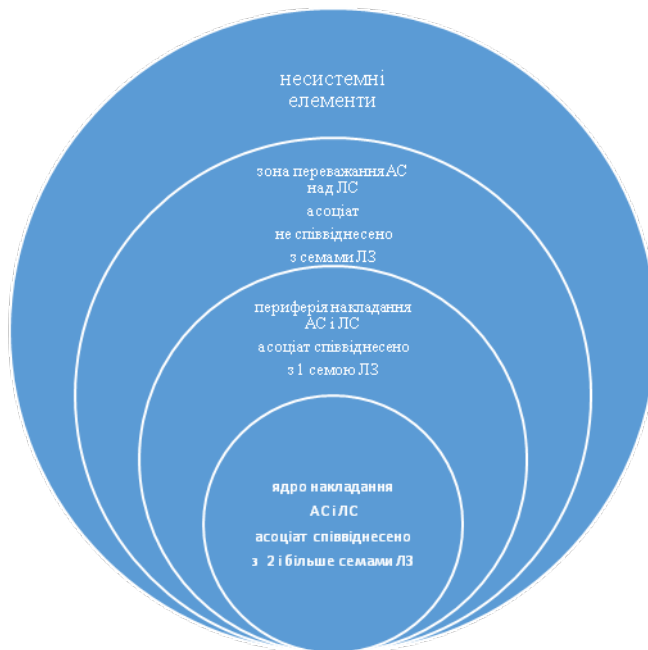 несистемні
елементи
зона переважання АС
над ЛС
асоціат
не співвіднесено
з семами ЛЗ
периферія накладання
АС і ЛС
асоціат співвіднесено
з 1 семою ЛЗ
ядро накладання
АС і ЛС
асоціат співвіднесено
з 2 і більше семами ЛЗ